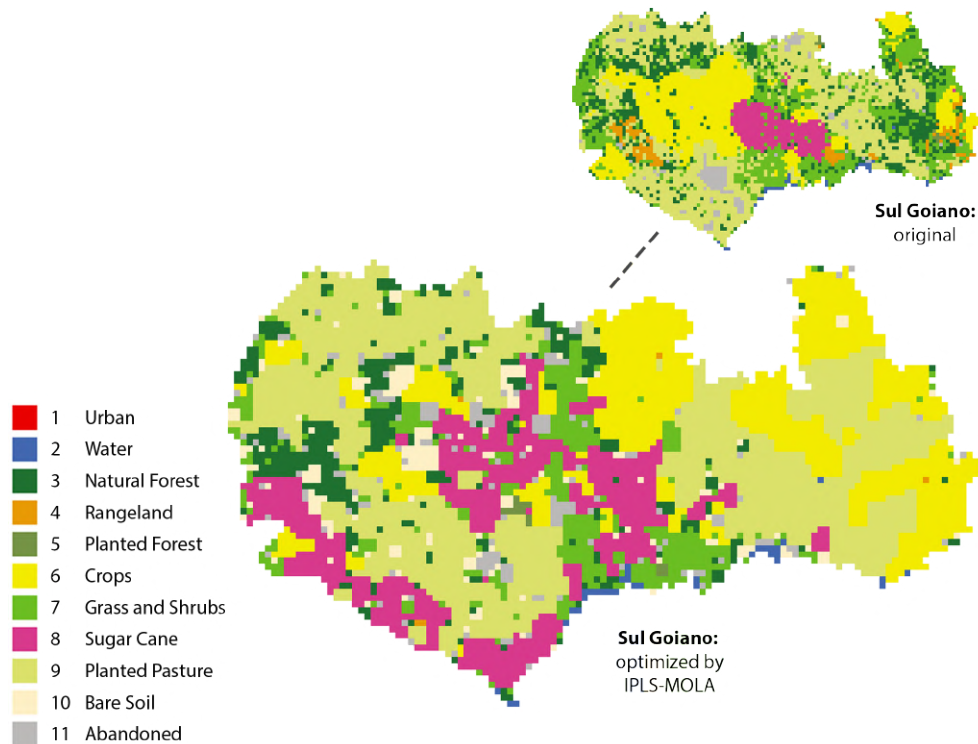 Sul Goiano:
original
1 Urban
2 Water
3 Natural Forest
4 Rangeland
5 Planted Forest
6 Crops
7 Grass and Shrubs
8 Sugar Cane
9 Planted Pasture
10 Bare Soil
11 Abandoned
Sul Goiano:
optimized by
IPLS-MOLA